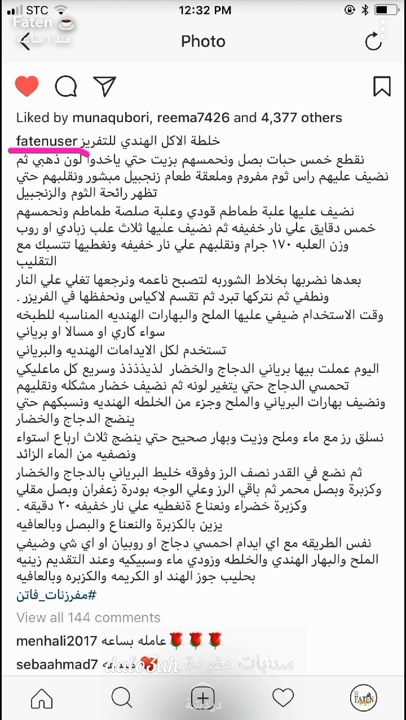 STC 12:32 PM
Faten
Photo
Liked by munaqubori, reema7426 and 4,377 others
fatenuser خلطة الاكل الهندي للتفريز
نقطع خمس حبات بصل ونحمسهم بزيت حتي ياخدوا لون ذهبي ثم
نضيف عليهم راس ثوم مفروم وملعقة طعام زنجبيل مبشور ونقلبهم حتي
تظهر رائحة الثوم والزنجبيل
نضيف عليها علبة طماطم قودي وعلبة صلصة طماطم ونحمسهم
خمس دقايق علي نار خفيفه ثم نضيف عليها ثلاث علب زبادي او روب
وزن العلبه ١٧٠ جرام ونقلبهم علي نار خفيفه ونغطيها تتسبك مع
التقليب
بعدها نضربها بخلاط الشوربه لتصبح ناعمه ونرجعها تغلي علي النار
ونطفي ثم نتركها تبرد ثم تقسم لاكياس ونحفظها في الفريزر .
وقت الاستخدام ضيفي عليها الملح والبهارات الهنديه المناسبه للطبخه
سواء كاري او مسالا او برياني
تستخدم لكل الايدامات الهنديه والبرياني
اليوم عملت بيها برياني الدجاج والخضار لذيذذذذ وسريع كل ماعليكي
تحمسي الدجاج حتي يتغير لونه ثم نضيف خضار مشكله ونقلبهم
ونضيف بهارات البرياني والملح وجزء من الخلطه الهنديه ونسبكهم حتي
ينضج الدجاج والخضار
نسلق رز مع ماء وملح وزيت وبهار صحيح حتي ينضج ثلاث ارباع استواء
ونصفيه من الماء الزائد
ثم نضع في القدر نصف الرز وفوقه خليط البرياني بالدجاج والخضار
وكزبرة وبصل محمر ثم باقي الرز وعلي الوجه بودرة زعفران وبصل مقلي
وكزبرة خضراء ونعناع ةنغطيه علي نار خفيفه ٢٠ دقيقه .
يزين بالكزبرة والنعناع والبصل وبالعافيه
نفس الطريقه مع اي ايدام احمسي دجاج او روبيان او اي شي وضيفي
الملح والبهار الهندي والخلطه وزودي ماء وسبيكيه وعند التقديم زينيه
بحليب جوز الهند او الكريمه والكزبره وبالعافيه
#مفرزنات_فاتن
View all 144 comments
menhali2017 عامله بساعه
sebaahmad7
سنابات مفيدة
FATEN